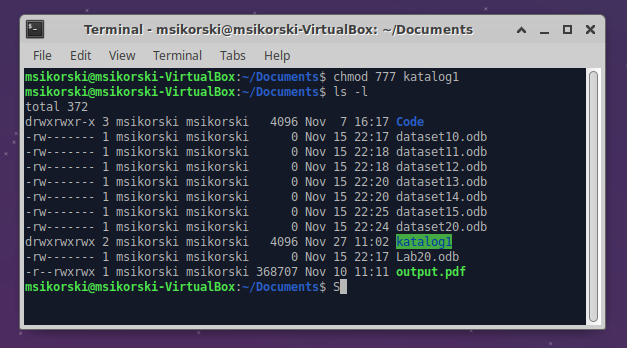 Terminal - msikorski@msikorski-VirtualBox: ~/Documents
File Edit View Terminal Tabs Help
msikorski@msikorski-VirtualBox:~/Documents$ chmod 777 katalog1
msikorski@msikorski-VirtualBox:~/Documents$ ls -l
total 372
drwxrwxr-x 3 msikorski msikorski   4096 Nov  7 16:17 Code
-rw------- 1 msikorski msikorski      0 Nov 15 22:17 dataset10.odb
-rw------- 1 msikorski msikorski      0 Nov 15 22:18 dataset11.odb
-rw------- 1 msikorski msikorski      0 Nov 15 22:18 dataset12.odb
-rw------- 1 msikorski msikorski      0 Nov 15 22:20 dataset13.odb
-rw------- 1 msikorski msikorski      0 Nov 15 22:20 dataset14.odb
-rw------- 1 msikorski msikorski      0 Nov 15 22:25 dataset15.odb
-rw------- 1 msikorski msikorski      0 Nov 15 22:24 dataset20.odb
drwxrwxrwx 2 msikorski msikorski   4096 Nov 27 11:02 katalog1
-rw------- 1 msikorski msikorski      0 Nov 15 22:17 Lab20.odb
-r--rwxrwx 1 msikorski msikorski 368707 Nov 10 11:11 output.pdf
msikorski@msikorski-VirtualBox:~/Documents$ S